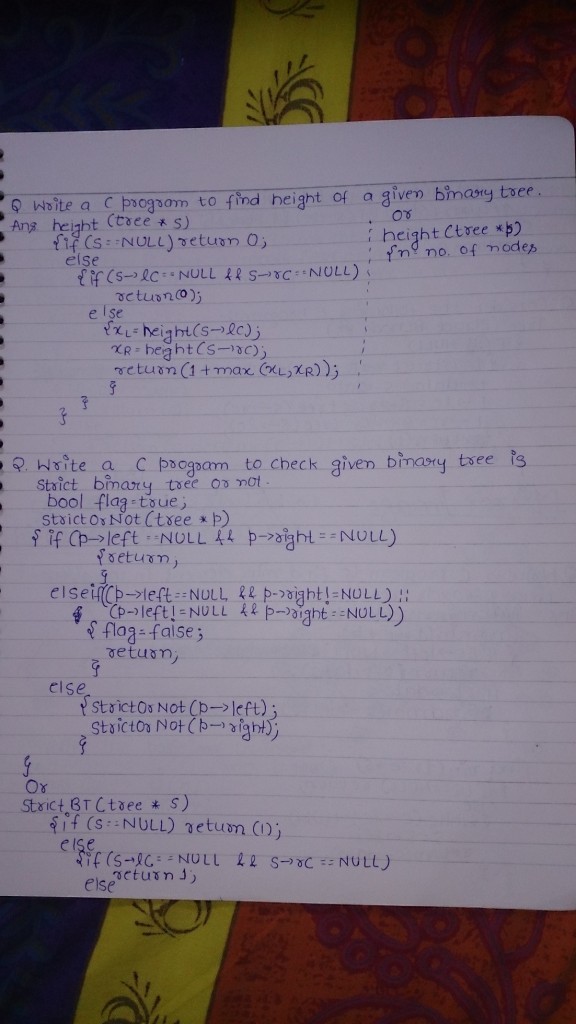 Q Write a C program to find height of a given binary tree.
Ans height (tree * s)
{if (s==NULL) return 0;
else
{if (s→lc==NULL && s→rc==NULL)
return(0);
else
{xL=height(s→lc);
xR=heght(s→rc);
return(1+max(xL,xR));
}
}
}
or
height (tree *p)
{n= no. of nodes
Q. Write a C program to check given binary tree is
strict binary tree or not.
bool flag=true;
strictOrNot (tree * p)
{ if (p→left ==NULL && p→right ==NULL)
{return;
}
elseif((p→left==NULL && p→right!=NULL) ||
(p→left!=NULL && p→right==NULL))
{ flag=false;
return;
}
else
{strictOrNot (p→left);
strictOrNot (p→right);
}
}
Or
Strict_BT (tree * s)
{if (s==NULL) return (1);
else
{if (s→lc==NULL && s→rc==NULL)
return 1;
else